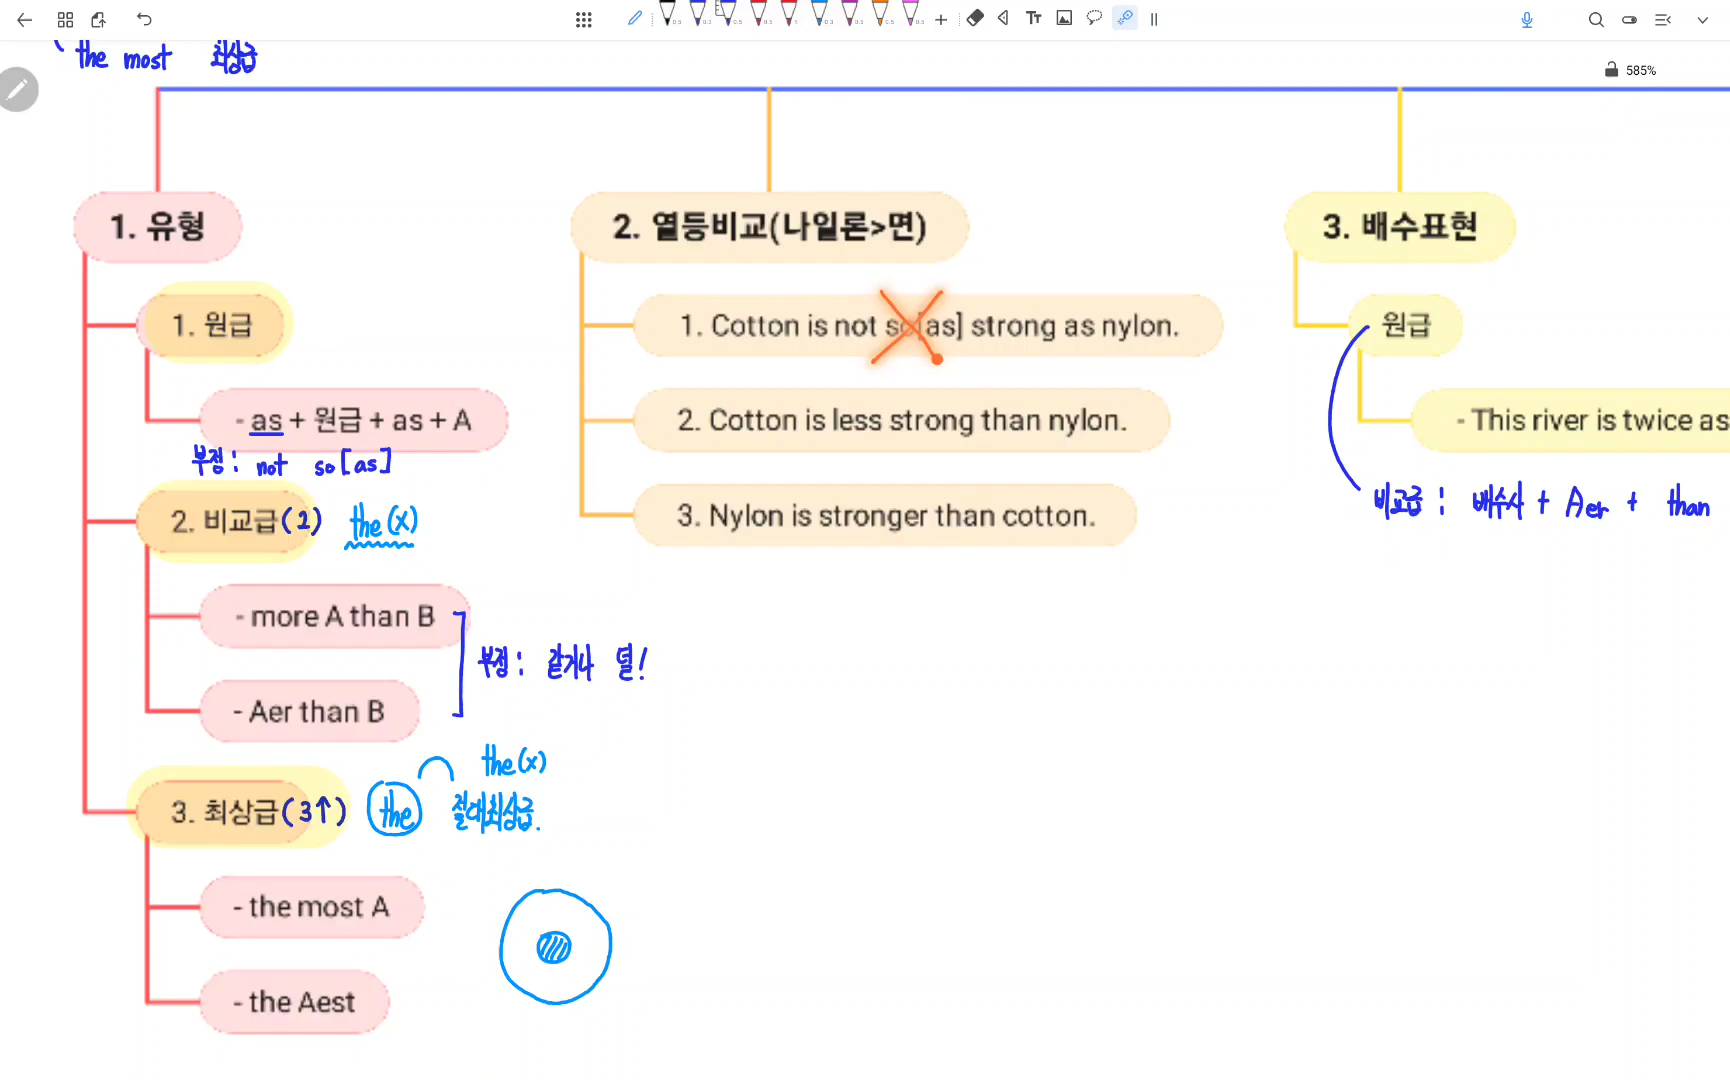 the most 최상급
585%
1. 유형
2. 열등비교(나일론>면)
3. 배수표현
1. 원급
1. Cotton is not so[as] strong as nylon.
원급
- as + 원급 + as + A
2. Cotton is less strong than nylon.
- This river is twice as
부정: not so[as]
2. 비교급(2) the(x)
3. Nylon is stronger than cotton.
비교급: 배수사 + Aer + than
- more A than B
부정: 같거나 덜!
- Aer than B
the(x)
3. 최상급(3↑) the 절대최상급.
- the most A
- the Aest